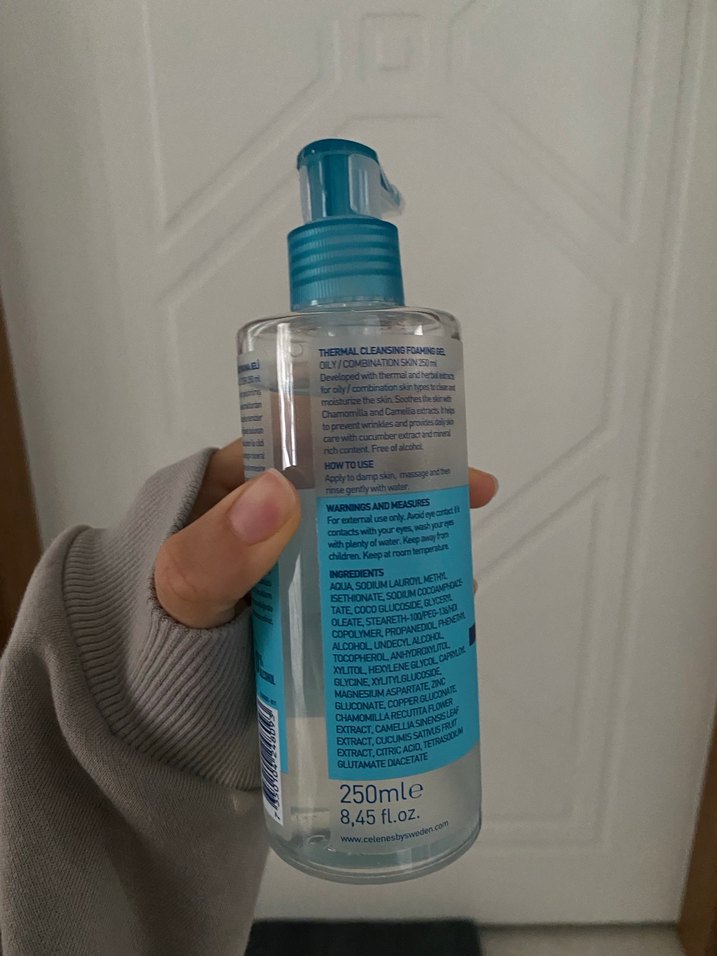 THERMAL CLEANSING FOAMING GEL
OILY / COMBINATION SKIN 250 ml
Developed with thermal and herbal extracts
for oily / combination skin types to clean and
moisturize the skin. Soothes the skin with
Chamomilla and Camellia extracts. It helps
to prevent wrinkles and provides daily skin
care with cucumber extract and mineral
rich content. Free of alcohol.
HOW TO USE
Apply to damp skin, massage and then
rinse gently with water.
WARNINGS AND MEASURES
For external use only. Avoid eye contact. If it
contacts with your eyes, wash your eyes
with plenty of water. Keep away from
children. Keep at room temperature.
INGREDIENTS
AQUA, SODIUM LAUROYL METHYL
ISETHIONATE, SODIUM COCOAMPHOACE-
TATE, COCO GLUCOSIDE, GLYCERYL
OLEATE, STEARETH-100/PEG-136/HDI
COPOLYMER, PROPANEDIOL, PHENETHYL
ALCOHOL, UNDECYL ALCOHOL,
TOCOPHEROL, ANHYDROXYLITOL,
XYLITOL, HEXYLENE GLYCOL, CAPRYLOYL
GLYCINE, XYLITYLGLUCOSIDE,
MAGNESIUM ASPARTATE, ZINC
GLUCONATE, COPPER GLUCONATE,
CHAMOMILLA RECUTITA FLOWER
EXTRACT, CAMELLIA SINENSIS LEAF
EXTRACT, CUCUMIS SATIVUS FRUIT
EXTRACT, CITRIC ACID, TETRASODIUM
GLUTAMATE DIACETATE
250ml℮
8,45 fl.oz.
www.celenesbysweden.com